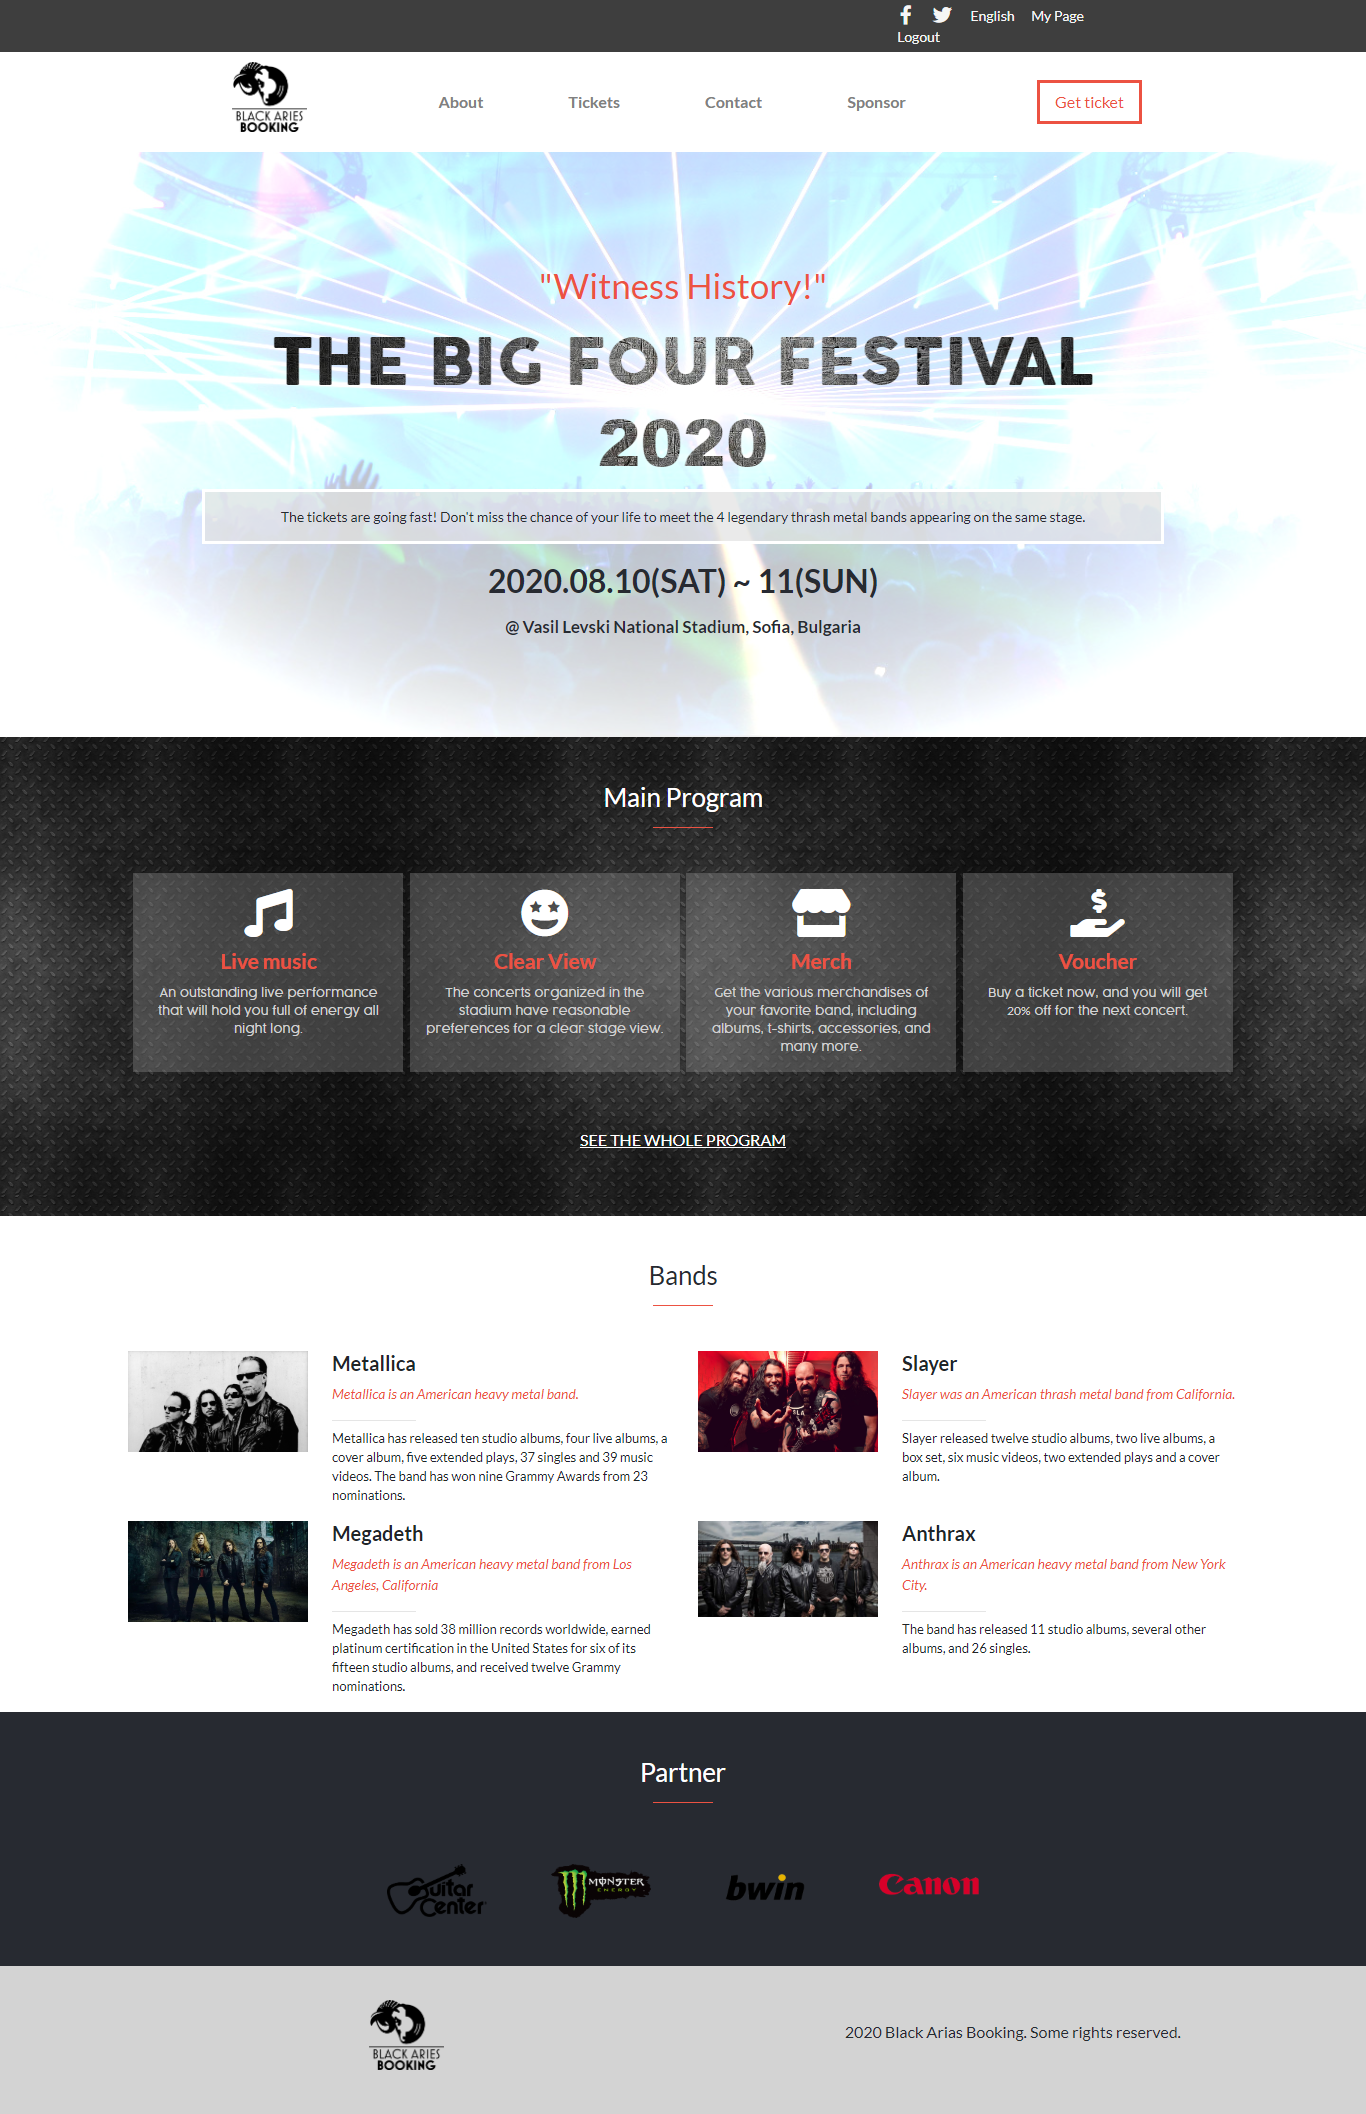 English My Page
Logout
BLACK ARIES
BOOKING
About Tickets Contact Sponsor Get ticket
"Witness History!"
THE BIG FOUR FESTIVAL
2020
The tickets are going fast! Don't miss the chance of your life to meet the 4 legendary thrash metal bands appearing on the same stage.
2020.08.10(SAT) ~ 11(SUN)
@ Vasil Levski National Stadium, Sofia, Bulgaria
Main Program
Live music
An outstanding live performance
that will hold you full of energy all
night long.
Clear View
The concerts organized in the
stadium have reasonable
preferences for a clear stage view.
Merch
Get the various merchandises of
your favorite band, including
albums, t-shirts, accessories, and
many more.
Voucher
Buy a ticket now, and you will get
20% off for the next concert.
SEE THE WHOLE PROGRAM
Bands
Metallica
Metallica is an American heavy metal band.
Metallica has released ten studio albums, four live albums, a
cover album, five extended plays, 37 singles and 39 music
videos. The band has won nine Grammy Awards from 23
nominations.
Slayer
Slayer was an American thrash metal band from California.
Slayer released twelve studio albums, two live albums, a
box set, six music videos, two extended plays and a cover
album.
Megadeth
Megadeth is an American heavy metal band from Los
Angeles, California
Megadeth has sold 38 million records worldwide, earned
platinum certification in the United States for six of its
fifteen studio albums, and received twelve Grammy
nominations.
Anthrax
Anthrax is an American heavy metal band from New York
City.
The band has released 11 studio albums, several other
albums, and 26 singles.
Partner
Guitar
Center
MONSTER
ENERGY
bwin
Canon
BLACK ARIES
BOOKING
2020 Black Arias Booking. Some rights reserved.